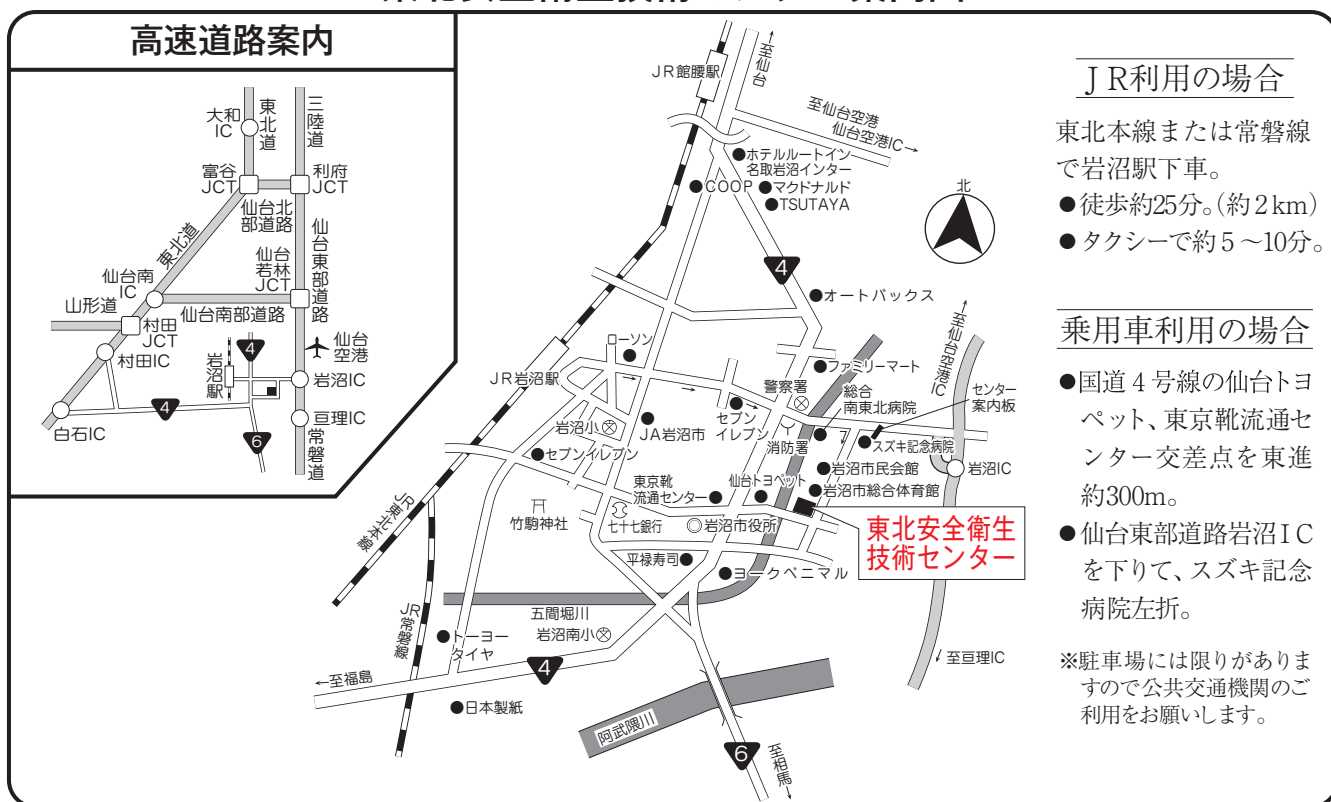 高速道路案内
大和
IC
東北道
三陸道
富谷
JCT
利府
JCT
仙台北
部道路
東北道
仙台東部道路
仙台
若林
JCT
仙台南
IC
山形道
仙台南部道路
村田
JCT
村田IC
岩沼駅
4
仙台
空港
岩沼IC
4
6
亘理IC
白石IC
常磐道
↑至仙台
JR館腰駅
至仙台空港
仙台空港IC→
●ホテルルートイン
名取岩沼インター
●COOP
●マクドナルド
●TSUTAYA
北
4
●オートバックス
←至仙台空港IC
ローソン
JR岩沼駅
●ファミリーマート
警察署
総合
南東北病院
センター
案内板
岩沼小
●JA岩沼市
セブン
イレブン
消防署
●スズキ記念病院
岩沼IC
●セブンイレブン
●岩沼市民会館
東京靴
流通センター●
仙台トヨペット
●岩沼市総合体育館
竹駒神社
七十七銀行
◎岩沼市役所
東北安全衛生
技術センター
平禄寿司●
●ヨークベニマル
JR東北本線
JR常磐線
五間堀川
岩沼南小
●トーヨー
タイヤ
4
←至福島
●日本製紙
阿武隈川
6
至相馬→
↓至亘理IC
JR利用の場合
東北本線または常磐線
で岩沼駅下車。
●徒歩約25分。(約2km)
●タクシーで約5～10分。
乗用車利用の場合
●国道4号線の仙台トヨ
ペット、東京靴流通セ
ンター交差点を東進
約300m。
●仙台東部道路岩沼IC
を下りて、スズキ記念
病院左折。
※駐車場には限りがありま
すので公共交通機関のご
利用をお願いします。